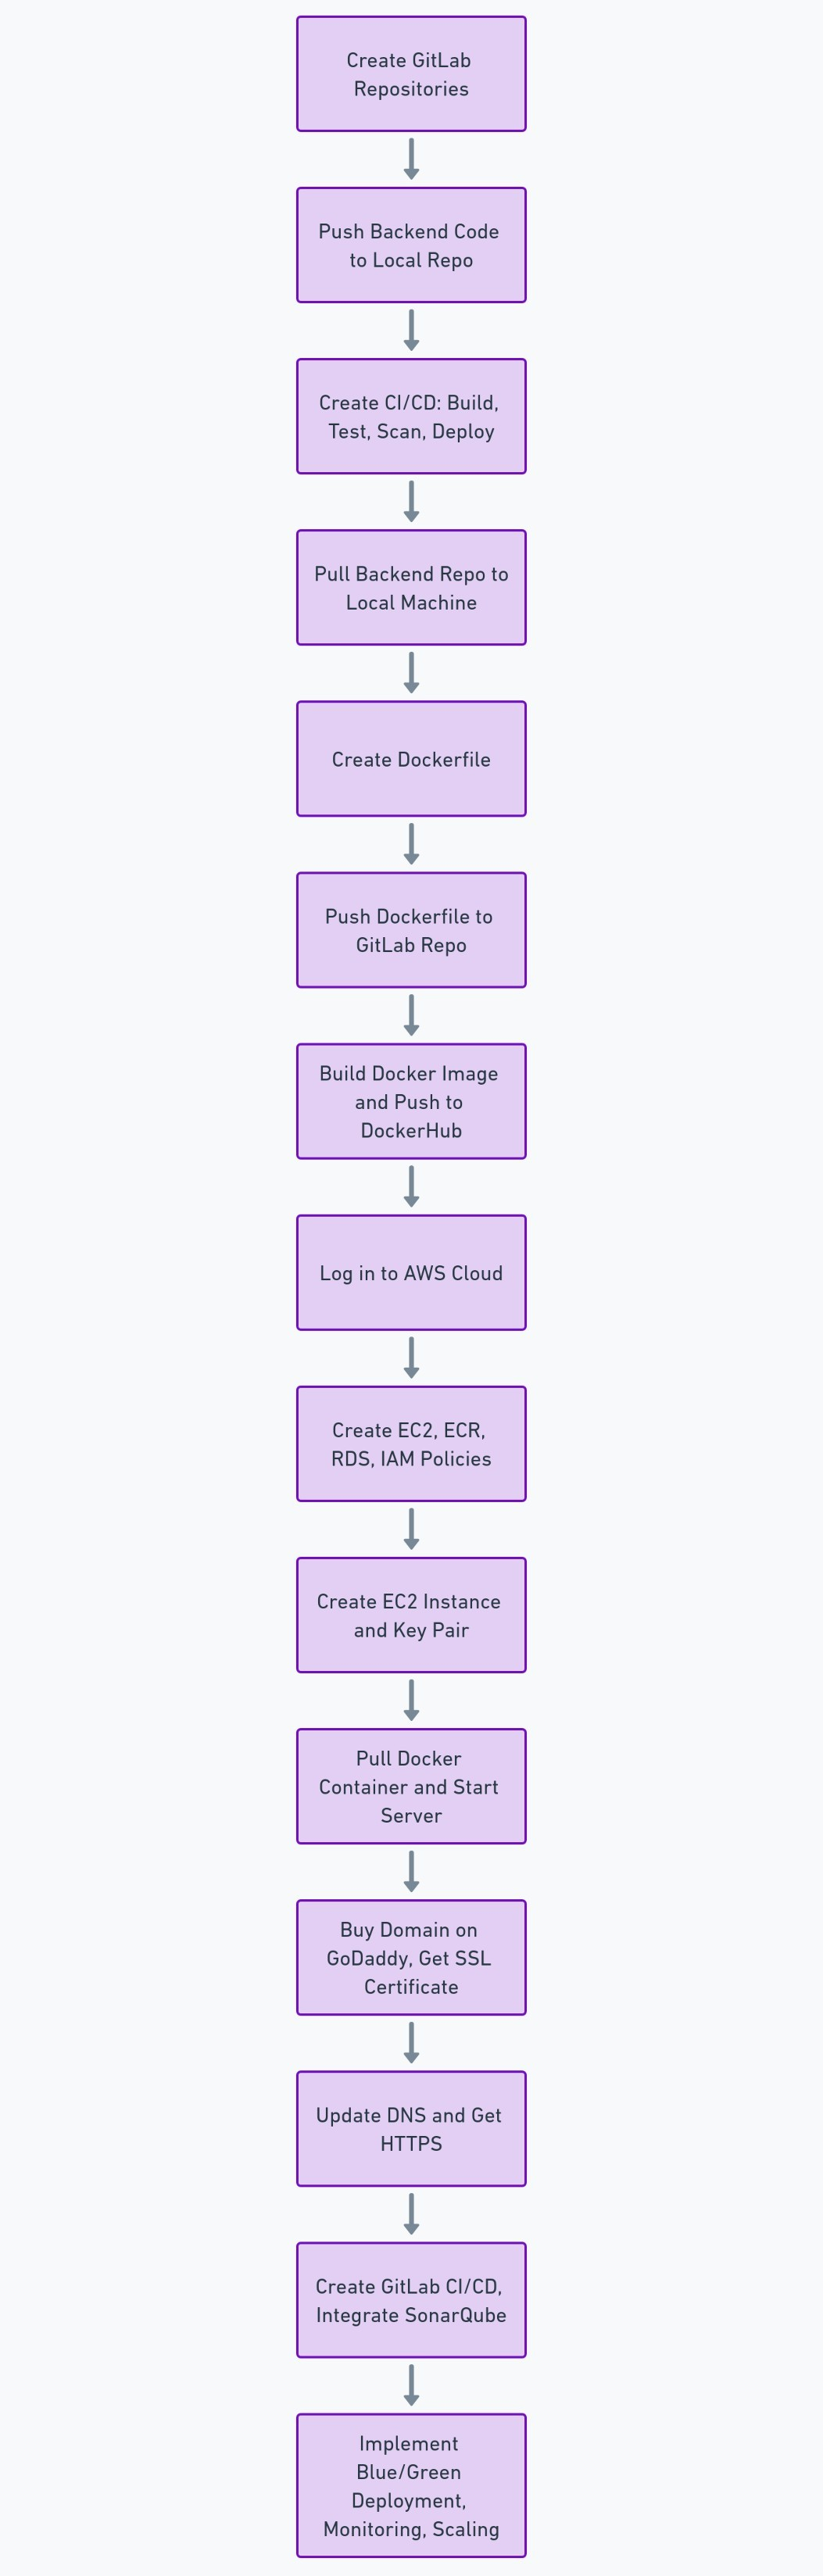 Create GitLab
Repositories
Push Backend Code
to Local Repo
Create CI/CD: Build,
Test, Scan, Deploy
Pull Backend Repo to
Local Machine
Create Dockerfile
Push Dockerfile to
GitLab Repo
Build Docker Image
and Push to
DockerHub
Log in to AWS Cloud
Create EC2, ECR,
RDS, IAM Policies
Create EC2 Instance
and Key Pair
Pull Docker
Container and Start
Server
Buy Domain on
GoDaddy, Get SSL
Certificate
Update DNS and Get
HTTPS
Create GitLab CI/CD,
Integrate SonarQube
Implement
Blue/Green
Deployment,
Monitoring, Scaling